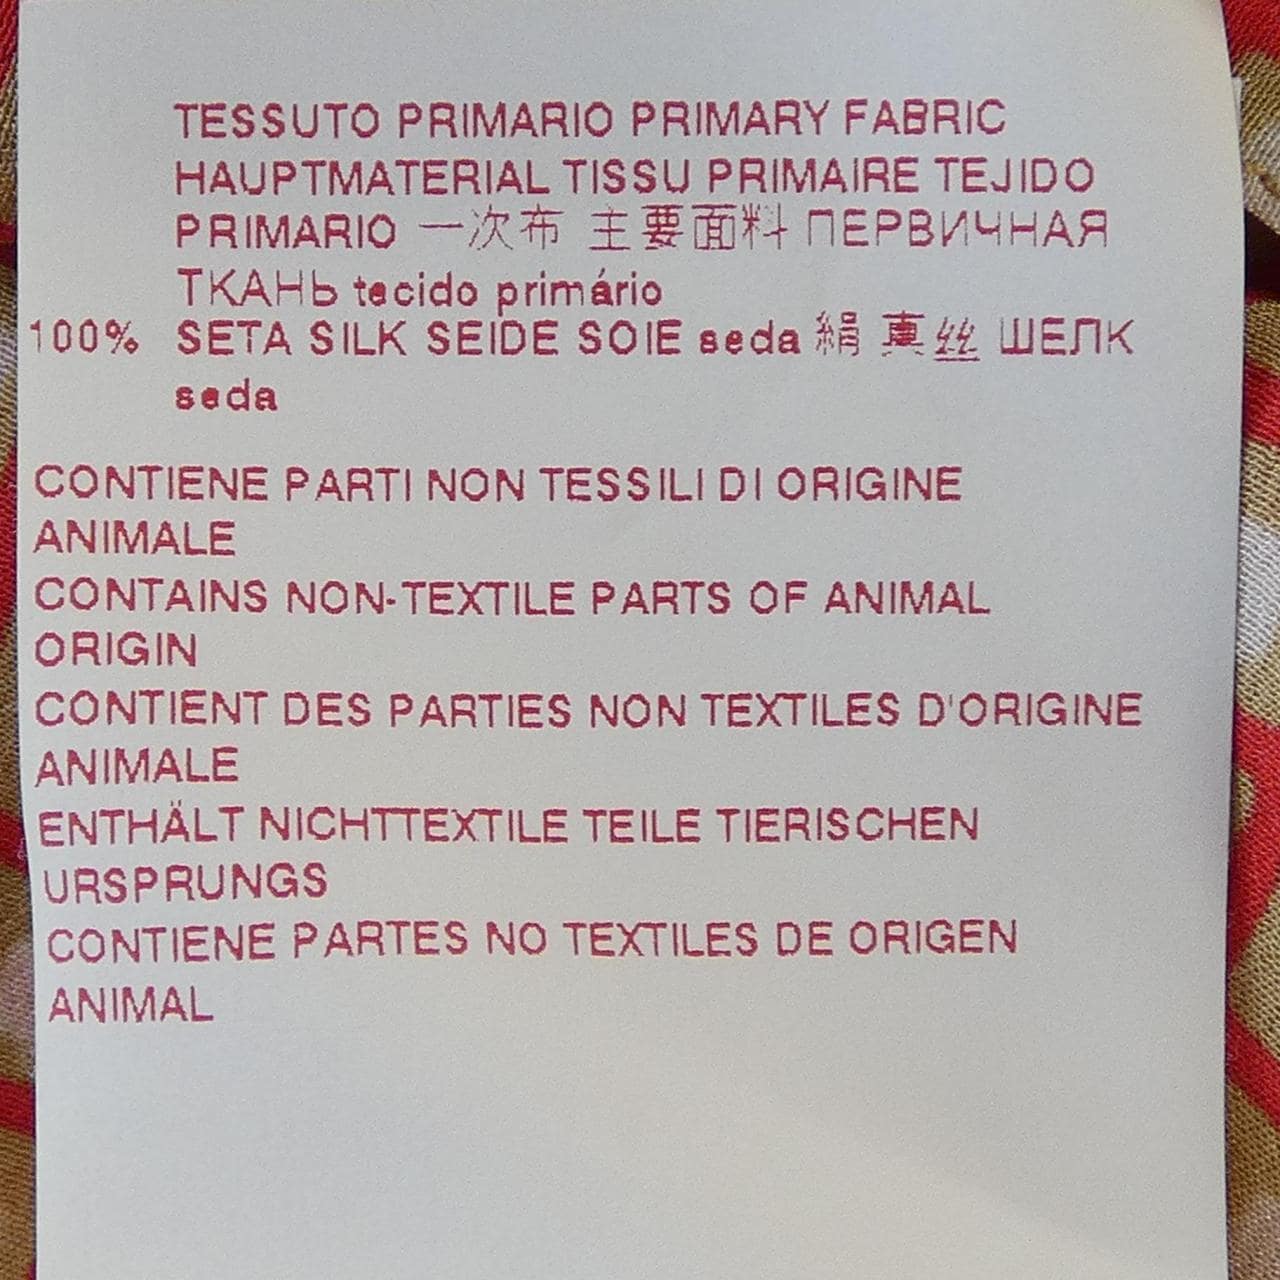 TESSUTO PRIMARIO PRIMARY FABRIC
HAUPTMATERIAL TISSU PRIMAIRE TEJIDO
PRIMARIO 一次布 主要面料 ПЕРВИЧНАЯ
ТКАНЬ tecido primário
100% SETA SILK SEIDE SOIE seda 絹 真丝 ШЕЛК
seda
CONTIENE PARTI NON TESSILI DI ORIGINE
ANIMALE
CONTAINS NON-TEXTILE PARTS OF ANIMAL
ORIGIN
CONTIENT DES PARTIES NON TEXTILES D'ORIGINE
ANIMALE
ENTHÄLT NICHTTEXTILE TEILE TIERISCHEN
URSPRUNGS
CONTIENE PARTES NO TEXTILES DE ORIGEN
ANIMAL